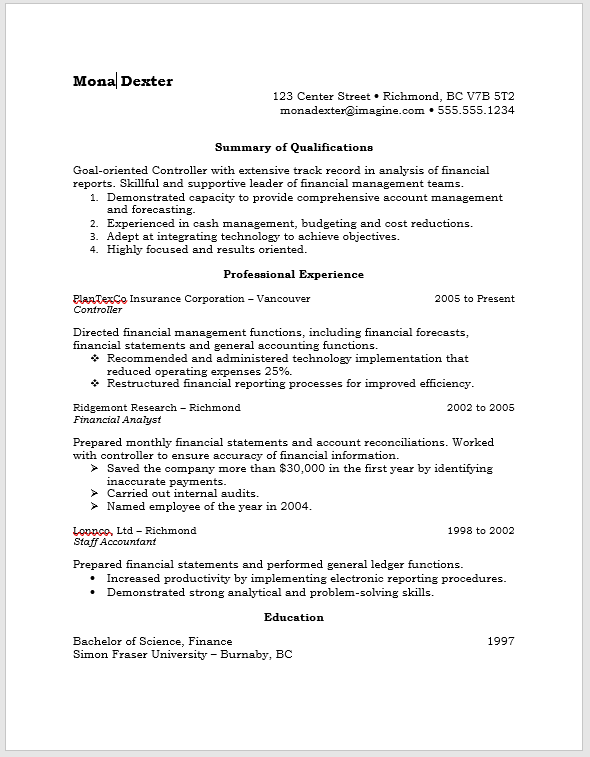 Mona Dexter
123 Center Street • Richmond, BC V7B 5T2
monadexter@imagine.com • 555.555.1234
Summary of Qualifications
Goal-oriented Controller with extensive track record in analysis of financial
reports. Skillful and supportive leader of financial management teams.
1. Demonstrated capacity to provide comprehensive account management
and forecasting.
2. Experienced in cash management, budgeting and cost reductions.
3. Adept at integrating technology to achieve objectives.
4. Highly focused and results oriented.
Professional Experience
PlanTexCo Insurance Corporation – Vancouver 2005 to Present
Controller
Directed financial management functions, including financial forecasts,
financial statements and general accounting functions.
❖ Recommended and administered technology implementation that
reduced operating expenses 25%.
❖ Restructured financial reporting processes for improved efficiency.
Ridgemont Research – Richmond 2002 to 2005
Financial Analyst
Prepared monthly financial statements and account reconciliations. Worked
with controller to ensure accuracy of financial information.
➢ Saved the company more than $30,000 in the first year by identifying
inaccurate payments.
➢ Carried out internal audits.
➢ Named employee of the year in 2004.
Lonnco, Ltd – Richmond 1998 to 2002
Staff Accountant
Prepared financial statements and performed general ledger functions.
• Increased productivity by implementing electronic reporting procedures.
• Demonstrated strong analytical and problem-solving skills.
Education
Bachelor of Science, Finance 1997
Simon Fraser University – Burnaby, BC